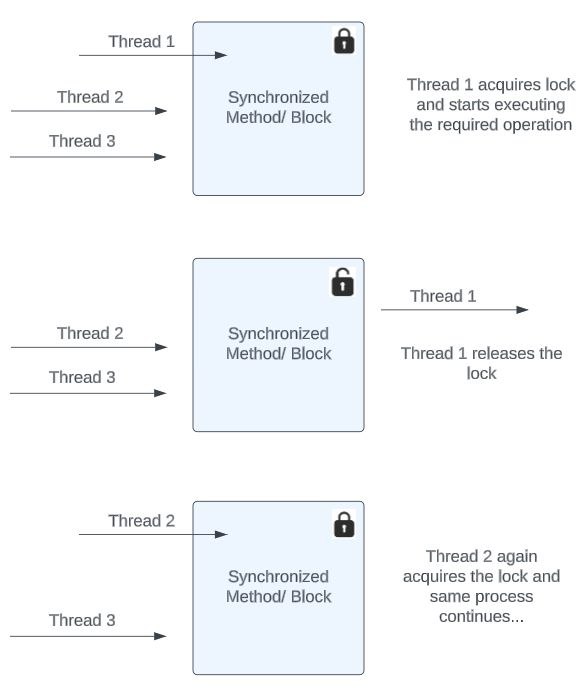 Thread 1
Thread 2
Thread 3
Synchronized
Method/ Block
Thread 1 acquires lock
and starts executing
the required operation
Thread 2
Thread 3
Synchronized
Method/ Block
Thread 1
Thread 1 releases the
lock
Thread 2
Thread 3
Synchronized
Method/ Block
Thread 2 again
acquires the lock and
same process
continues...